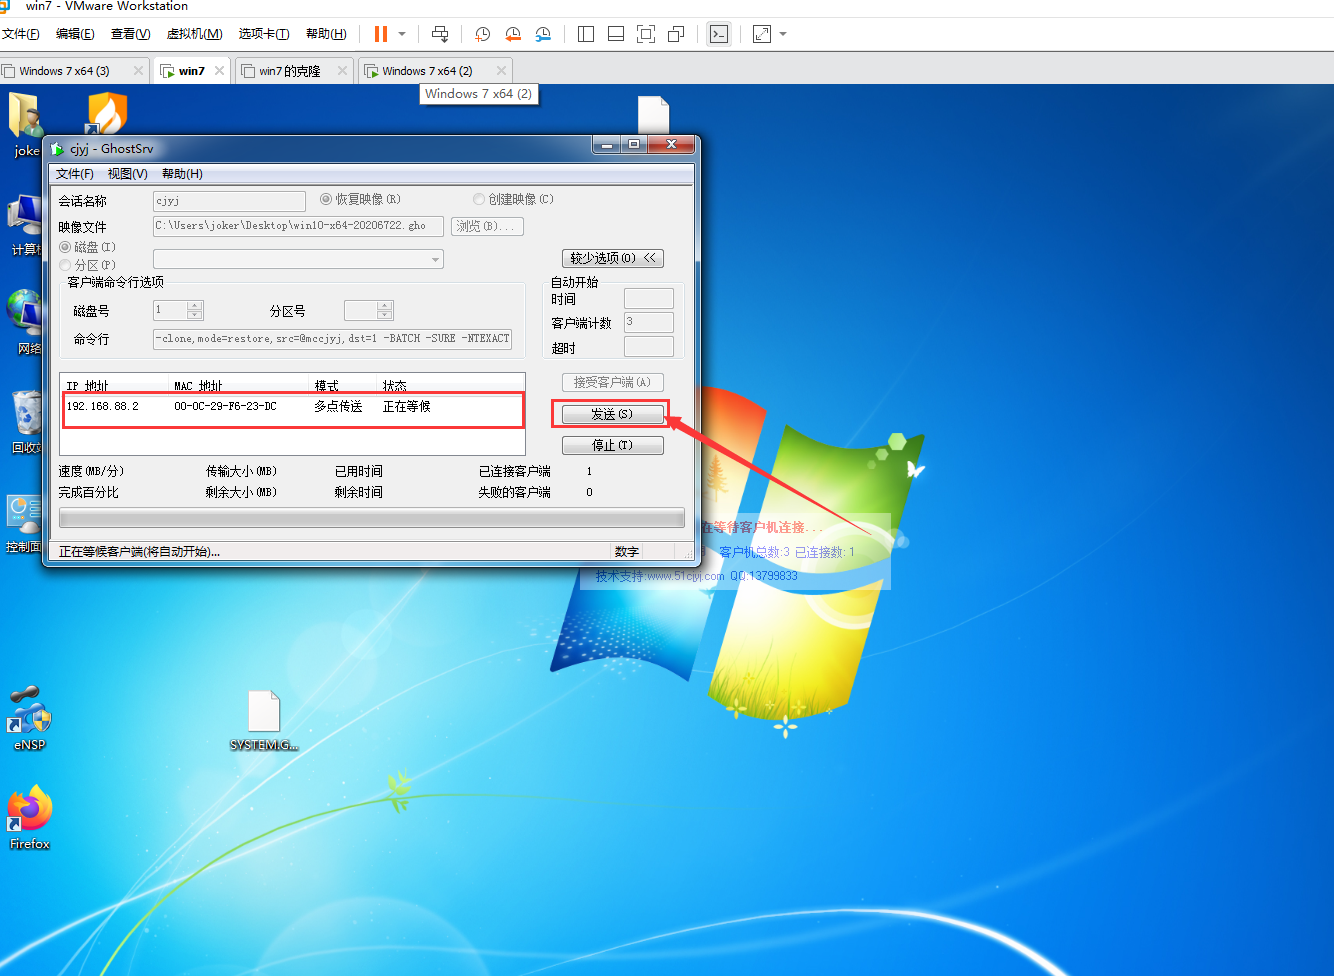 win7 - VMware Workstation
文件(F) 编辑(E) 查看(V) 虚拟机(M) 选项卡(T) 帮助(H)
Windows 7 x64 (3) win7 win7 的克隆 Windows 7 x64 (2)
Windows 7 x64 (2)
joke
计算机
网络
回收站
控制面
eNSP
Firefox
SYSTEM.G...
cjyj - GhostSrv
文件(F) 视图(V) 帮助(H)
会话名称 cjyj 恢复映像(R) 创建映像(C)
映像文件 C:\Users\joker\Desktop\win10-x64-20206722.gho 浏览(B)...
磁盘(I)
分区(P)
较少选项(O) <<
客户端命令行选项
磁盘号 1 分区号
命令行 -clone,mode=restore,src=@mccjyj,dst=1 -BATCH -SURE -NTEXACT
自动开始
时间
客户端计数 3
超时
IP 地址 MAC 地址 模式 状态
192.168.88.2 00-0C-29-F6-23-DC 多点传送 正在等候
接受客户端(A)
发送(S)
停止(T)
速度(MB/分) 传输大小(MB) 已用时间 已连接客户端 1
完成百分比 剩余大小(MB) 剩余时间 失败的客户端 0
正在等候客户端(将自动开始)... 数字
在等待客户机连接...
客户机总数:3 已连接数: 1
技术支持:www.51cjyj.com QQ:13799833